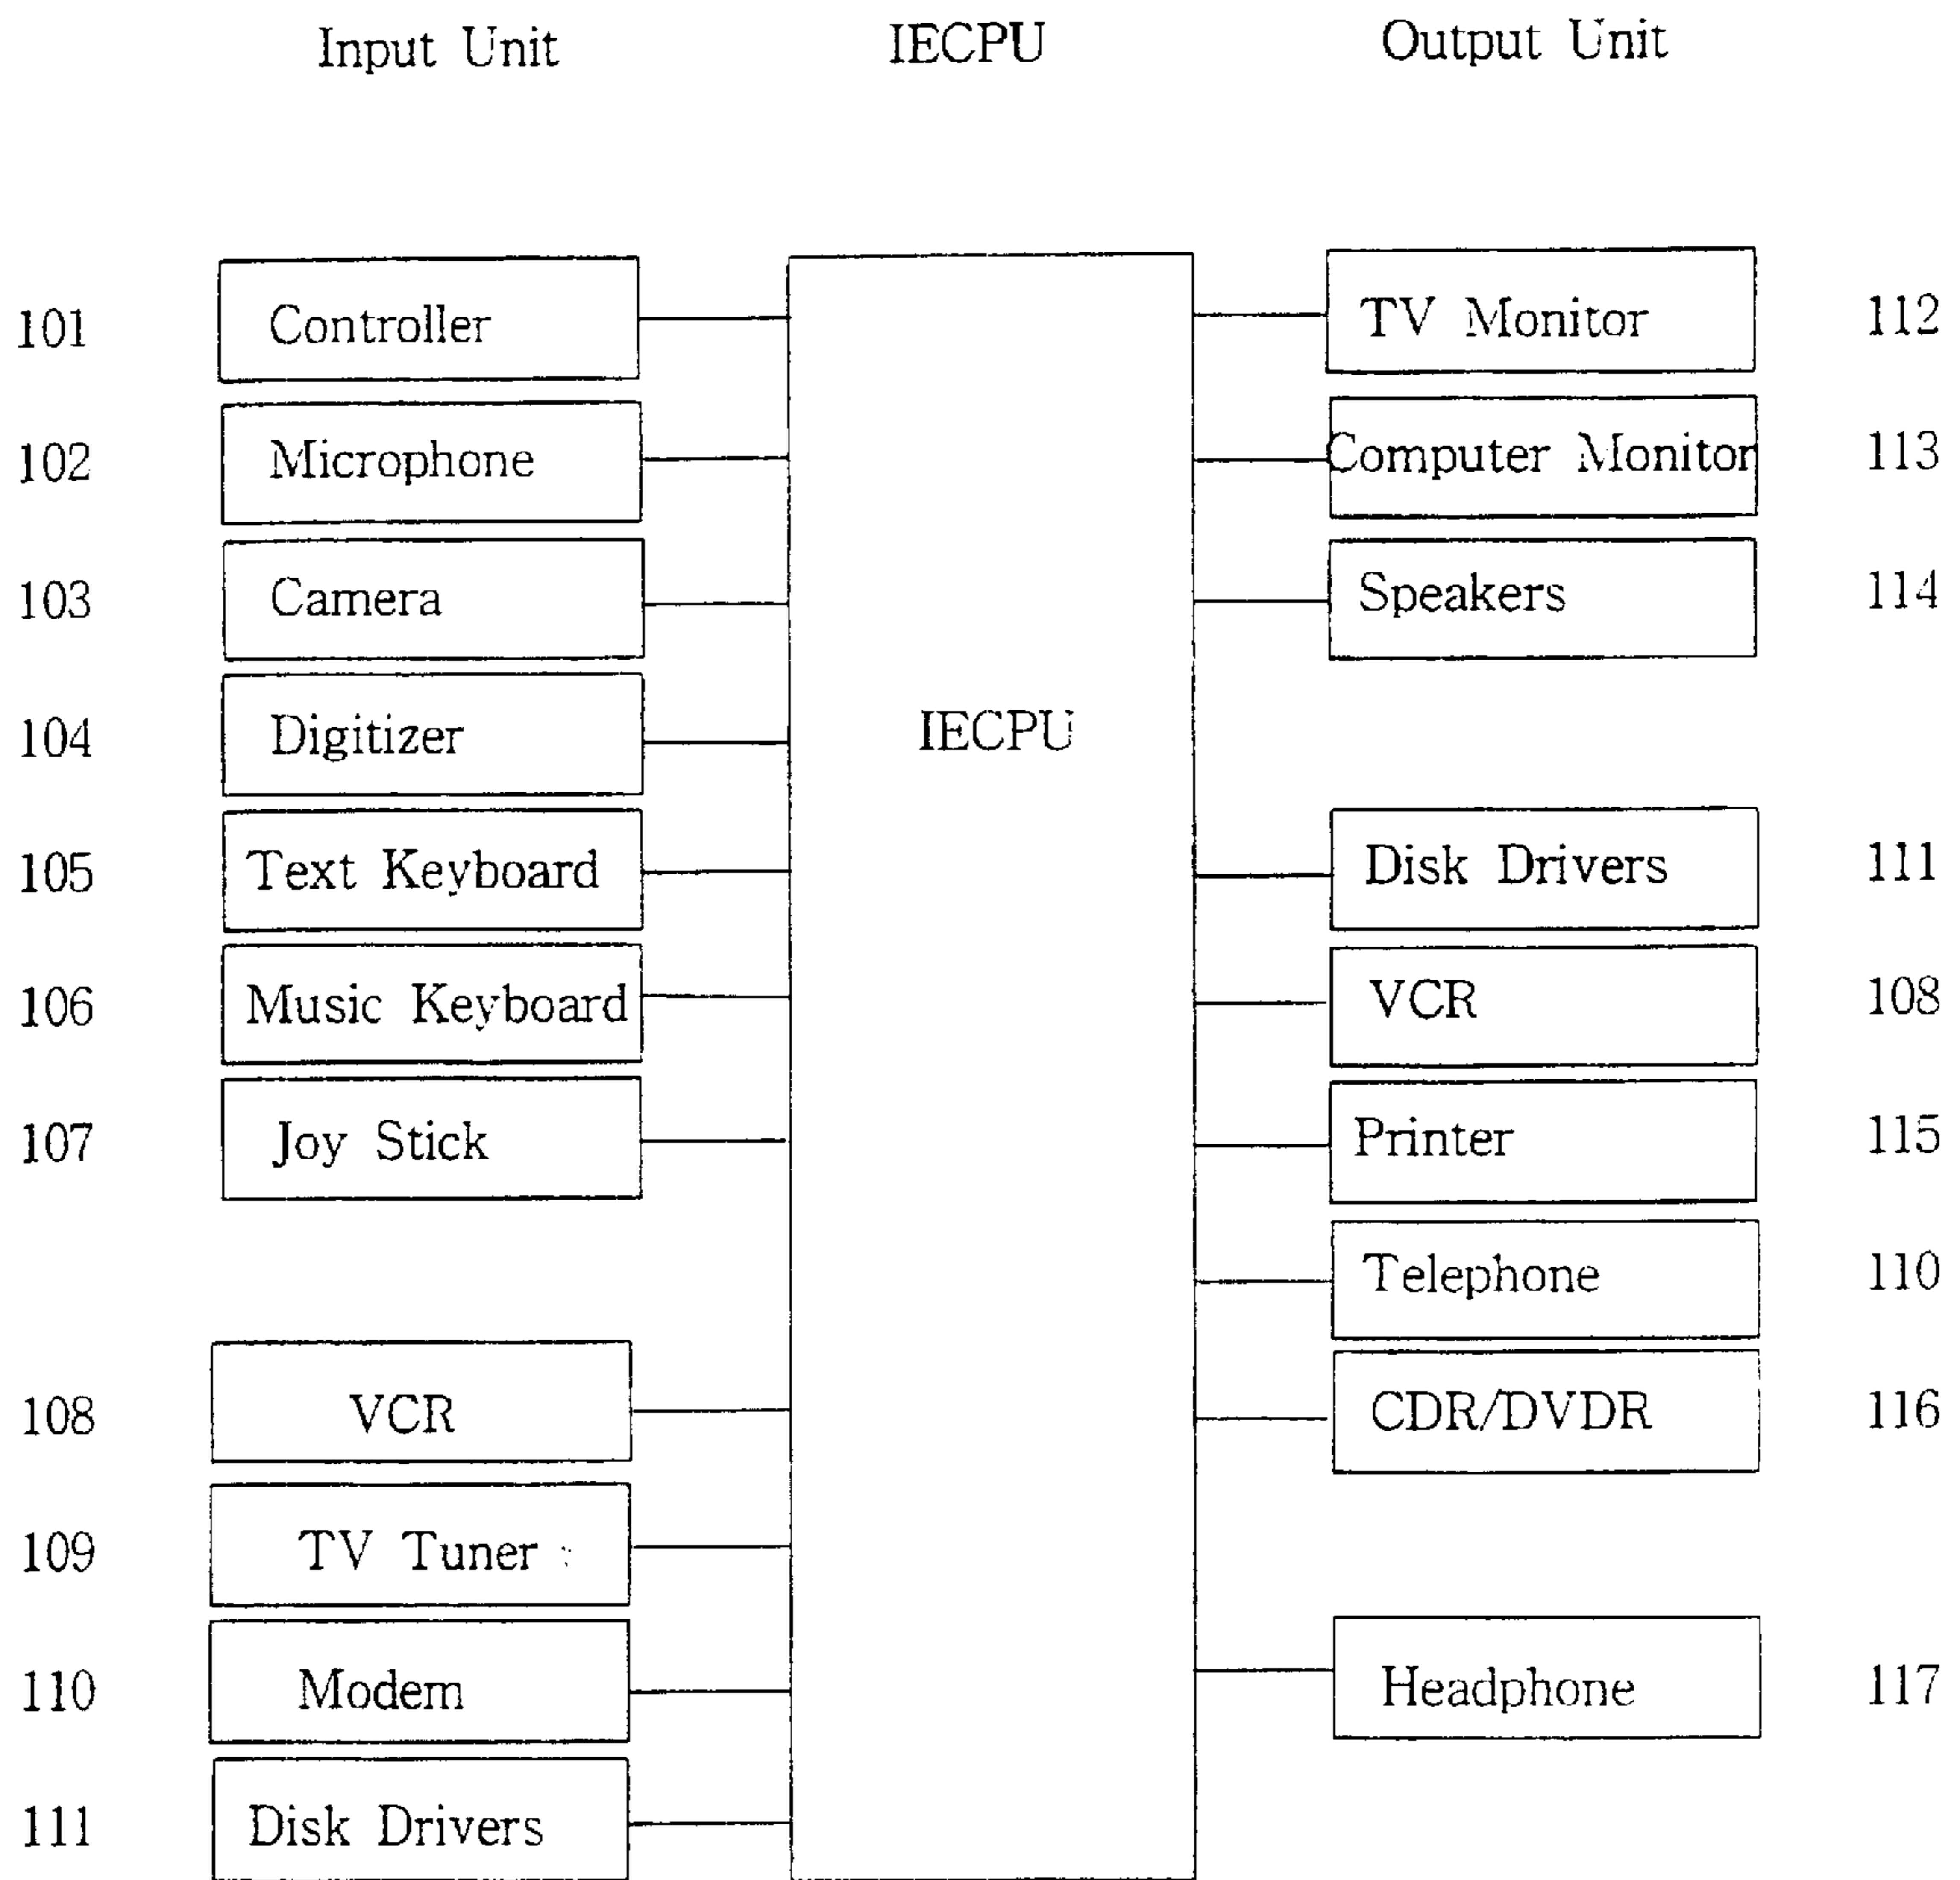 Input Unit IECPU Output Unit
101 Controller TV Monitor 112
102 Microphone Computer Monitor 113
103 Camera Speakers 114
104 Digitizer IECPU
105 Text Keyboard Disk Drivers 111
106 Music Keyboard VCR 108
107 Joy Stick Printer 115
Telephone 110
108 VCR CDR/DVDR 116
109 TV Tuner
110 Modem Headphone 117
111 Disk Drivers